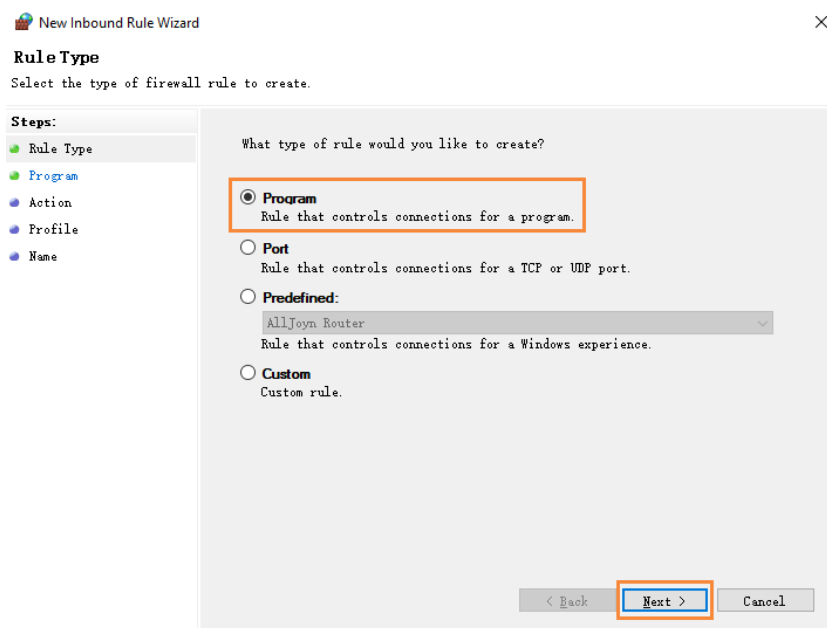 New Inbound Rule Wizard
Rule Type
Select the type of firewall rule to create.
Steps:
Rule Type
Program
Action
Profile
Name
What type of rule would you like to create?
Program
Rule that controls connections for a program.
Port
Rule that controls connections for a TCP or UDP port.
Predefined:
AllJoyn Router
Rule that controls connections for a Windows experience.
Custom
Custom rule.
< Back Next > Cancel